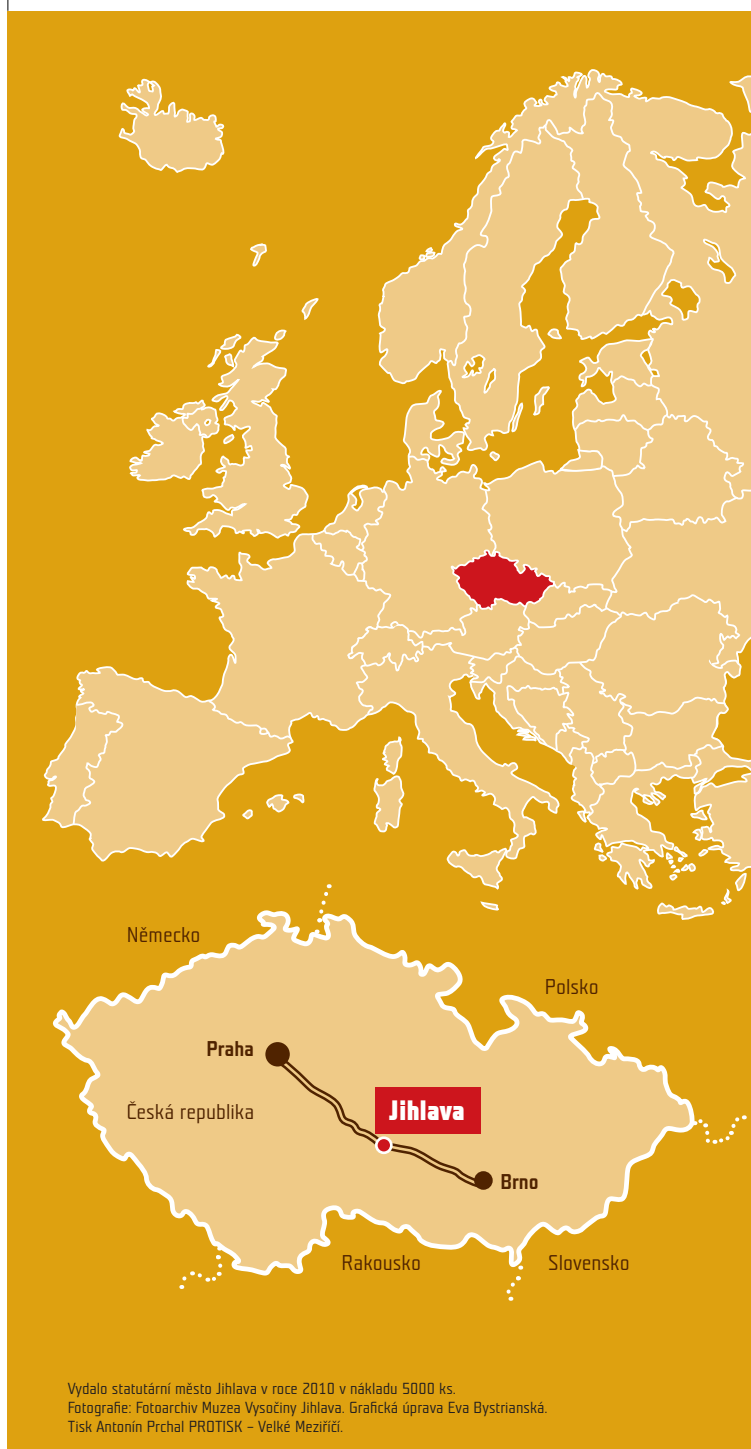 Německo
Polsko
Praha
Česká republika
Jihlava
Brno
Rakousko
Slovensko
Vydalo statutární město Jihlava v roce 2010 v nákladu 5000 ks.
Fotografie: Fotoarchiv Muzea Vysočiny Jihlava. Grafická úprava Eva Bystrianská.
Tisk Antonín Prchal PROTISK – Velké Meziříčí.